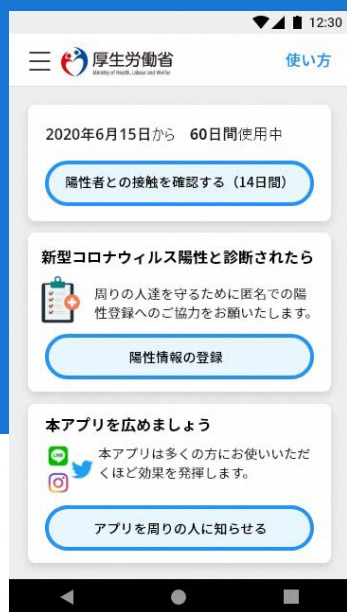 12:30
厚生労働省
Ministry of Health, Labour and Welfare
使い方
2020年6月15日から 60日間使用中
陽性者との接触を確認する（14日間）
新型コロナウィルス陽性と診断されたら
周りの人達を守るために匿名での陽
性登録へのご協力をお願いいたします。
陽性情報の登録
本アプリを広めましょう
LINE
本アプリは多くの方にお使いいただ
くほど効果を発揮します。
アプリを周りの人に知らせる